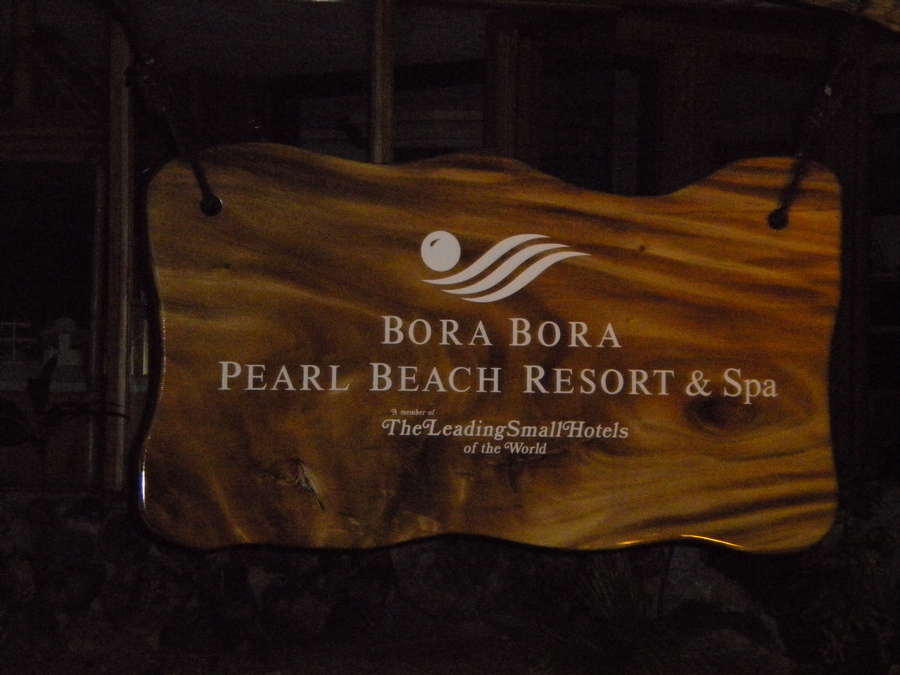 BORA BORA
PEARL BEACH RESORT & Spa
A member of
TheLeadingSmallHotels
of the World